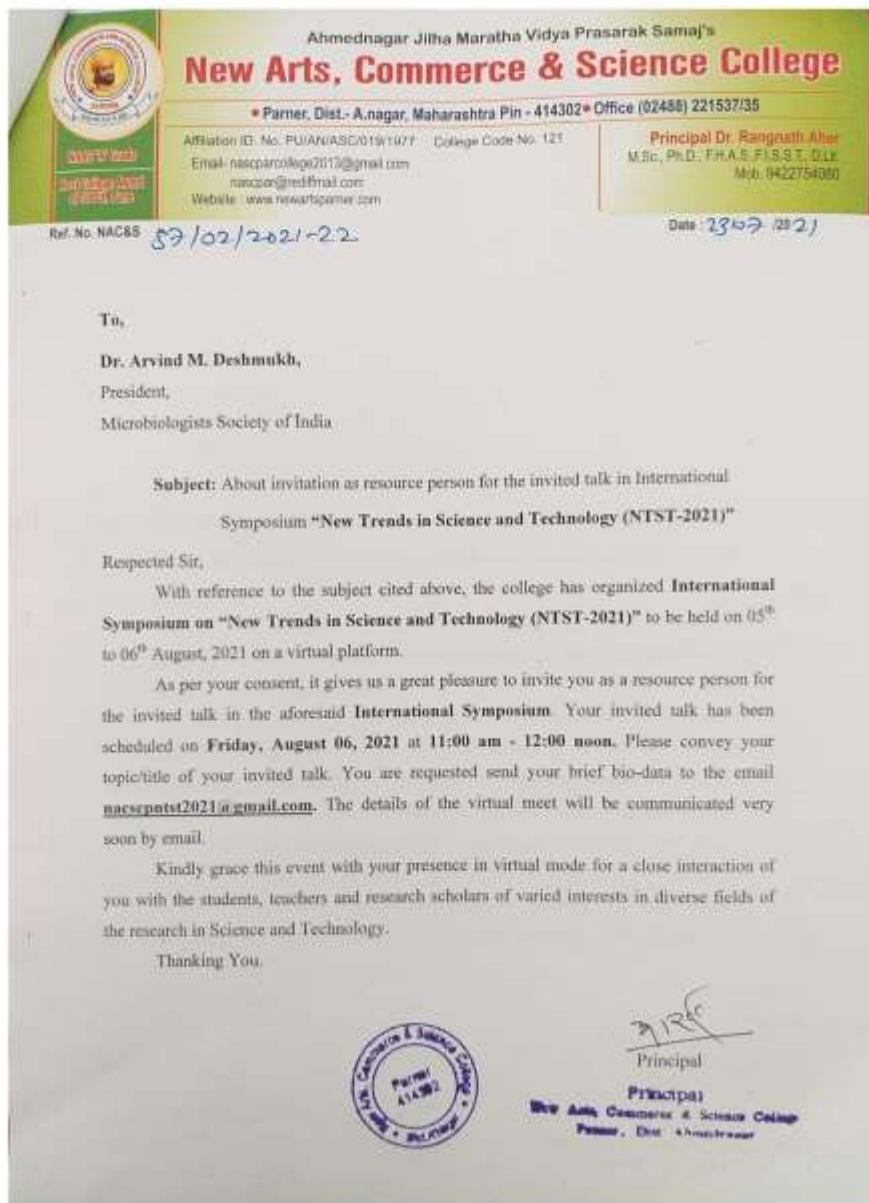 Ahmednagar Jilha Maratha Vidya Prasarak Samaj's
New Arts, Commerce & Science College
• Parner, Dist.- A.nagar, Maharashtra Pin - 414302 • Office (02488) 221537/35
Affiliation ID. No. PU/AN/ASC/019/1977 College Code No. 121
Email- nascparcollege2013@gmail.com
nascpar@rediffmail.com
Website : www.newartsparner.com
Principal Dr. Rangnath Aher
M.Sc., Ph.D., F.H.A.S.,F.I.S.S.T., D.Lit.
Mob. 9422754080
Ref. No. NAC&S 87/02/2021-22
Date : 23/07/2021
To,
Dr. Arvind M. Deshmukh,
President,
Microbiologists Society of India
Subject: About invitation as resource person for the invited talk in International
Symposium “New Trends in Science and Technology (NTST-2021)”
Respected Sir,
With reference to the subject cited above, the college has organized International
Symposium on “New Trends in Science and Technology (NTST-2021)” to be held on 05th
to 06th August, 2021 on a virtual platform.
As per your consent, it gives us a great pleasure to invite you as a resource person for
the invited talk in the aforesaid International Symposium. Your invited talk has been
scheduled on Friday, August 06, 2021 at 11:00 am - 12:00 noon. Please convey your
topic/title of your invited talk. You are requested send your brief bio-data to the email
nacscpntst2021@gmail.com. The details of the virtual meet will be communicated very
soon by email.
Kindly grace this event with your presence in virtual mode for a close interaction of
you with the students, teachers and research scholars of varied interests in diverse fields of
the research in Science and Technology.
Thanking You.
New Arts, Commerce & Science College
Parner
414302
Principal
Principal
New Arts, Commerce & Science College
Parner, Dist Ahmednagar